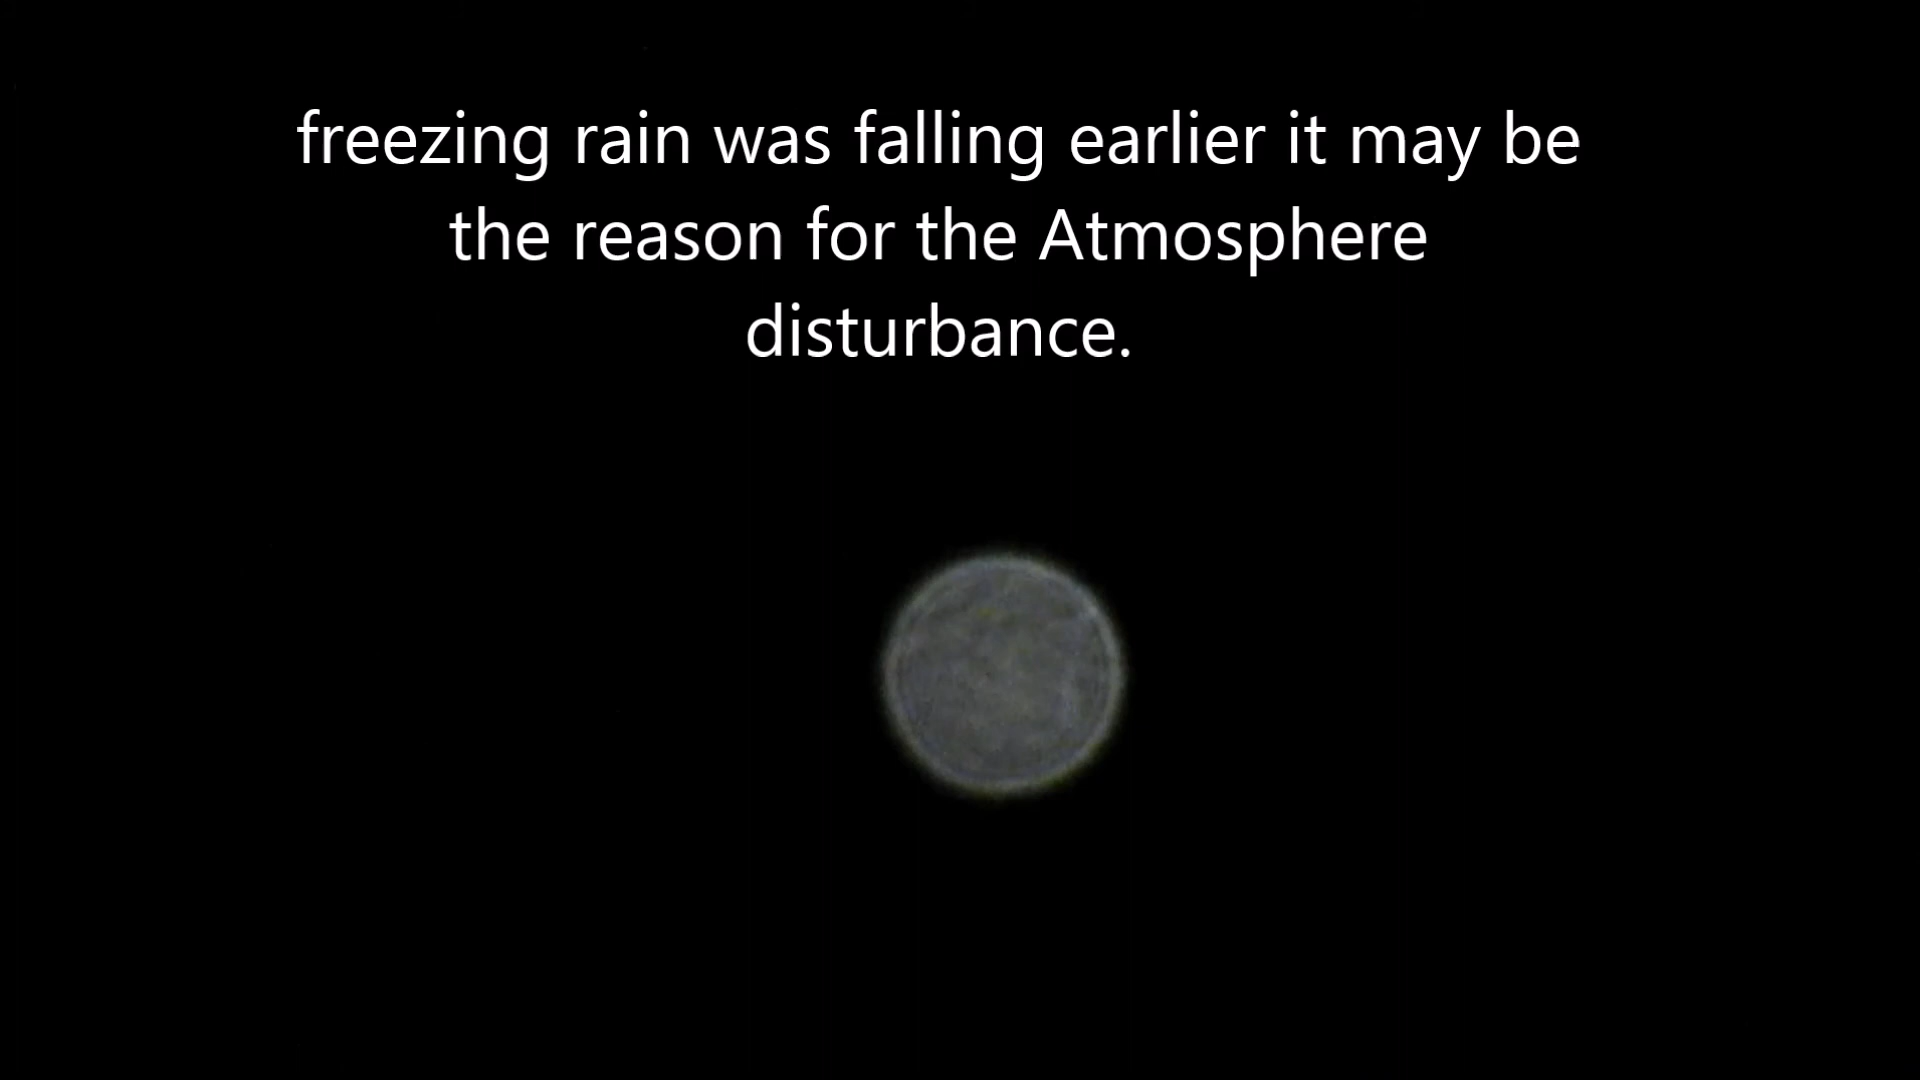 freezing rain was falling earlier it may be
the reason for the Atmosphere
disturbance.